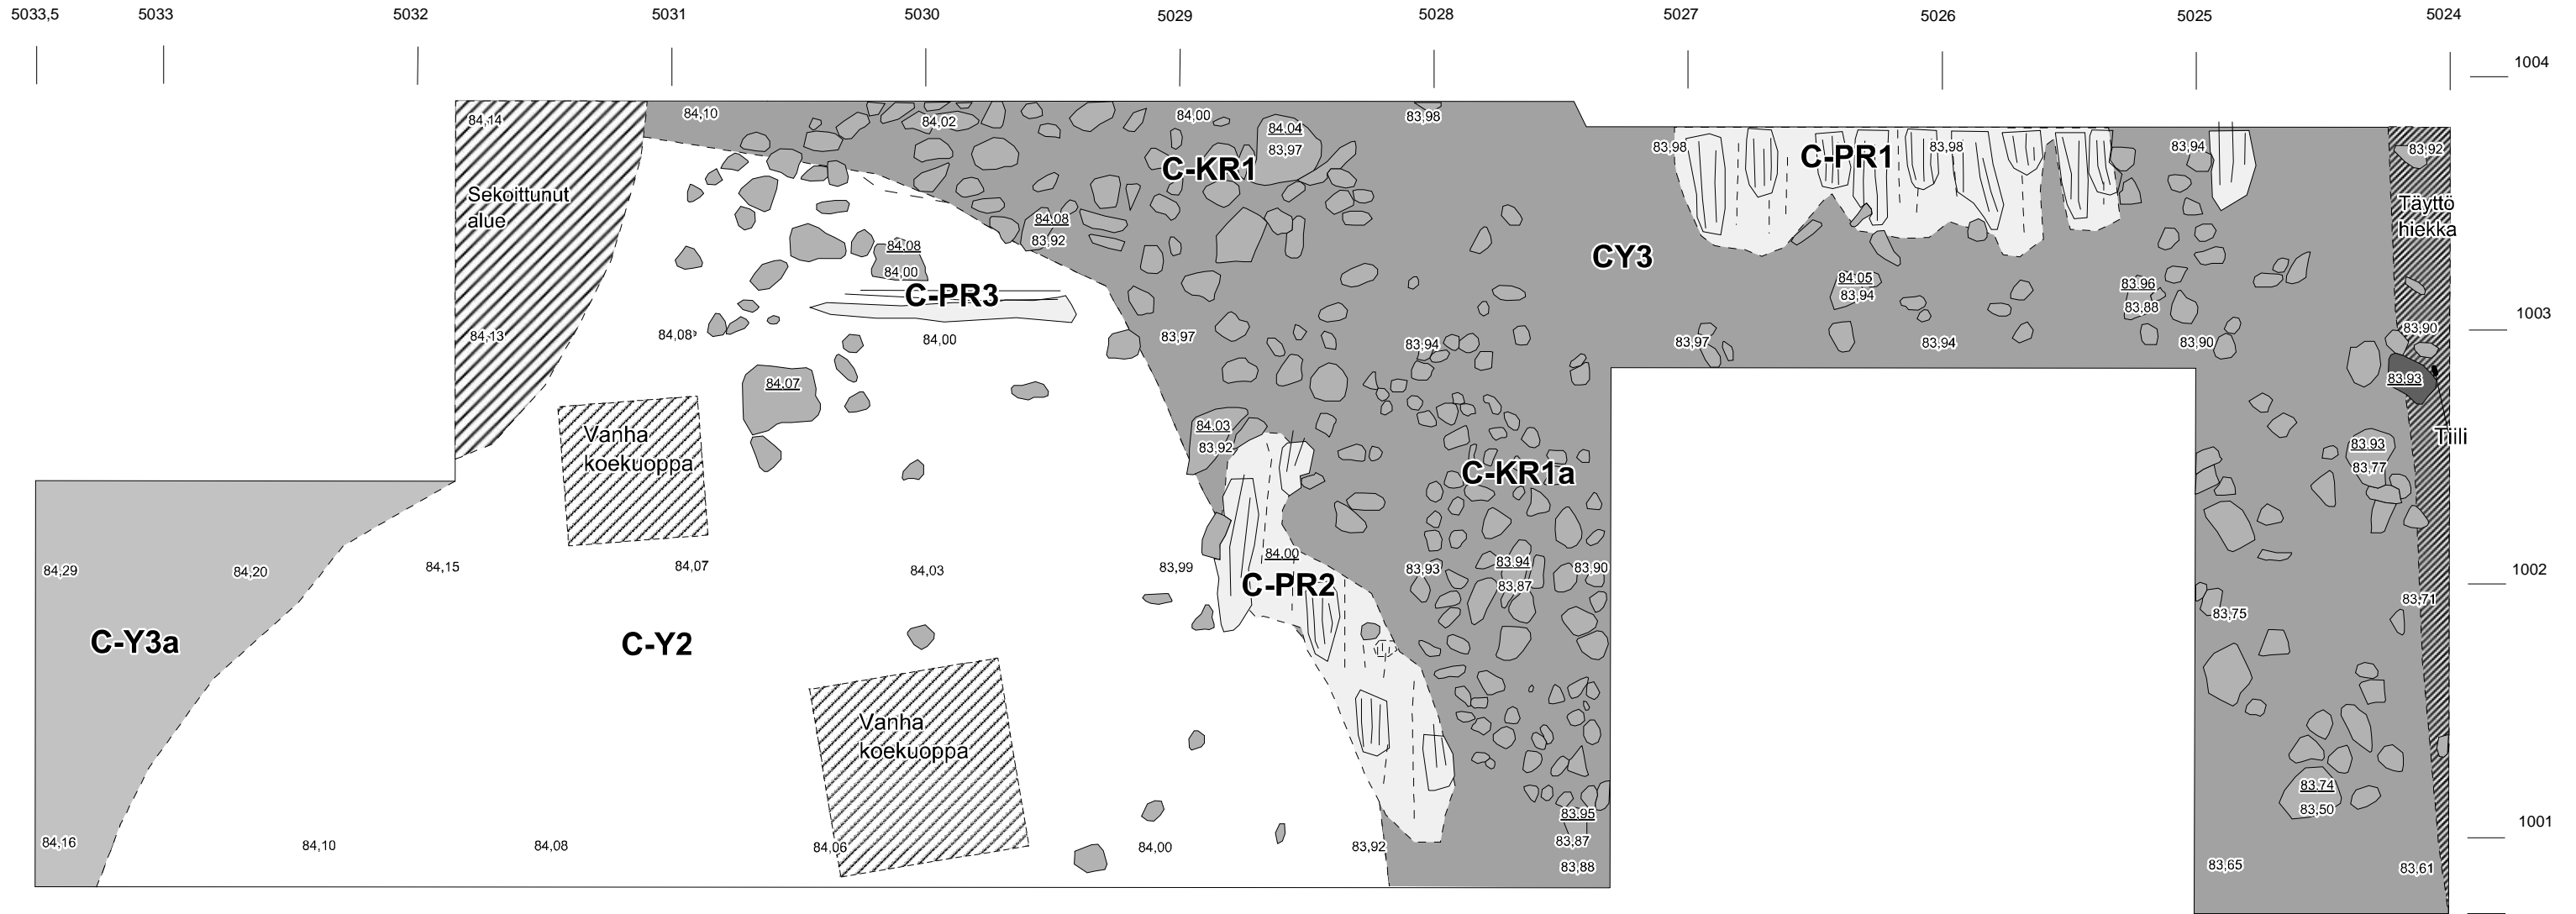 5033,5 5033 5032 5031 5030 5029 5028 5027 5026 5025 5024
1004
84,14 84,10 84,02 84,00 84.04 83,98
83,97
C-KR1
83,98 C-PR1 83,98 83,94 83,92
Sekoittunut
alue
Täyttö
hiekka
84.08
83,92
84.08
84,00
CY3
C-PR3
84.05
83,94
83.96
83,88
1003
84,13 84,08 84,00 83,97 83,94 83,97 83,94 83,90 83,90
84.07
83.93
Vanha
koekuoppa
84.03
83,92
Tiili
83.93
83,77
C-KR1a
84,29 84,20 84,15 84,07 84,03 83,99
84.00
83,93
83.94
83,87
83,90
1002
C-PR2
83,75 83,71
C-Y3a C-Y2
Vanha
koekuoppa
83.74
83,50
83.95
83,87
1001
84,16 84,10 84,08 84,06 84,00 83,92
83,88 83,65 83,61